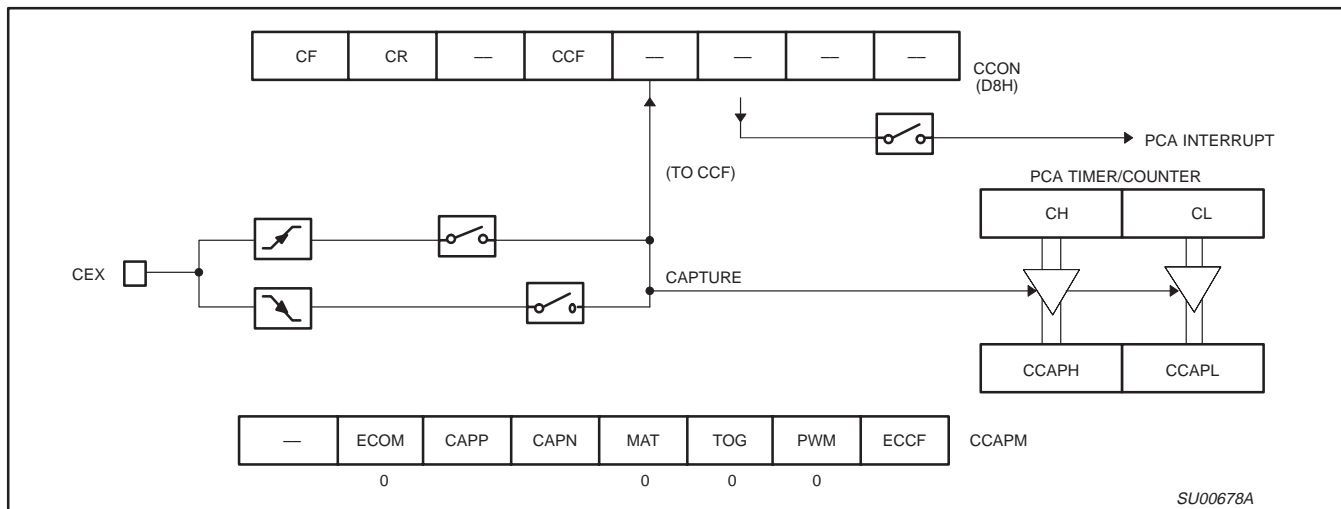 CF CR — CCF — — — —
CCON
(D8H)
PCA INTERRUPT
(TO CCF)
PCA TIMER/COUNTER
CH CL
CEX
CAPTURE
CCAPH CCAPL
— ECOM CAPP CAPN MAT TOG PWM ECCF CCAPM
0 0 0 0
SU00678A